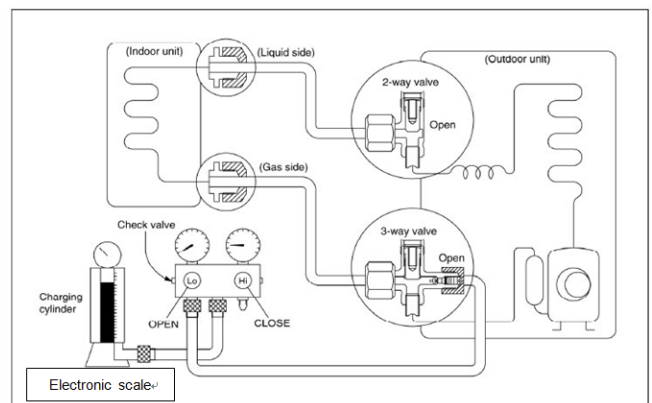 (Indoor unit)
(Liquid side)
(Outdoor unit)
2-way valve
Open
(Gas side)
Check valve
3-way valve
Open
Lo
Hi
Charging
cylinder
OPEN
CLOSE
Electronic scale↵